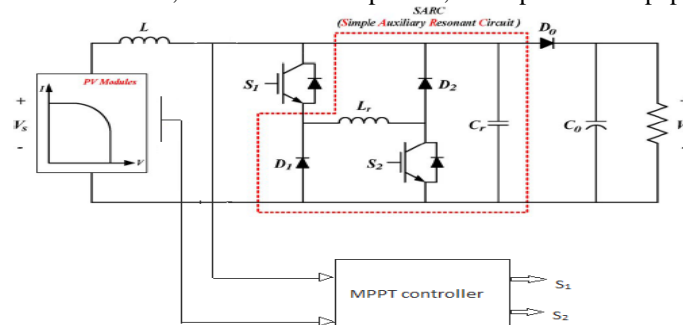 SARC
(Simple Auxiliary Resonant Circuit)
L
Do
PV Modules
I
V
+
Vs
-
S1
D2
Lr
D1
S2
Cr
C0
+
V
-
MPPT controller
S1
S2